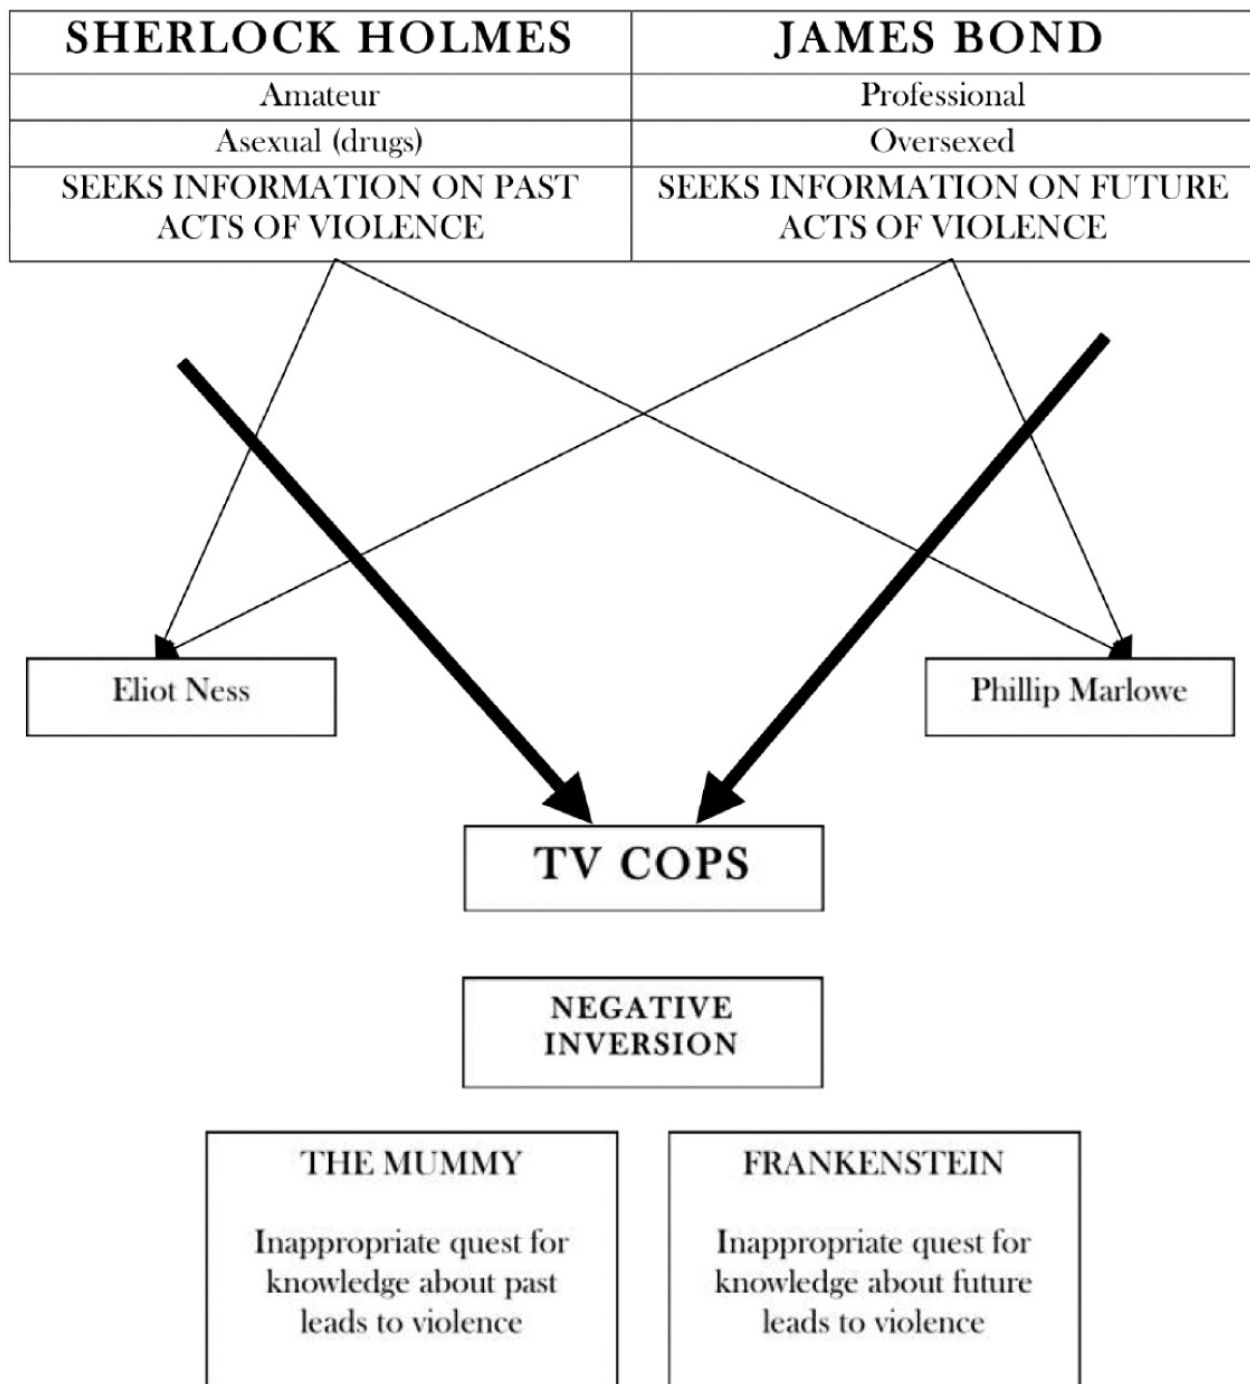 SHERLOCK HOLMES
JAMES BOND
Amateur
Professional
Asexual (drugs)
Oversexed
SEEKS INFORMATION ON PAST
ACTS OF VIOLENCE
SEEKS INFORMATION ON FUTURE
ACTS OF VIOLENCE
Eliot Ness
Phillip Marlowe
TV COPS
NEGATIVE
INVERSION
THE MUMMY
Inappropriate quest for
knowledge about past
leads to violence
FRANKENSTEIN
Inappropriate quest for
knowledge about future
leads to violence